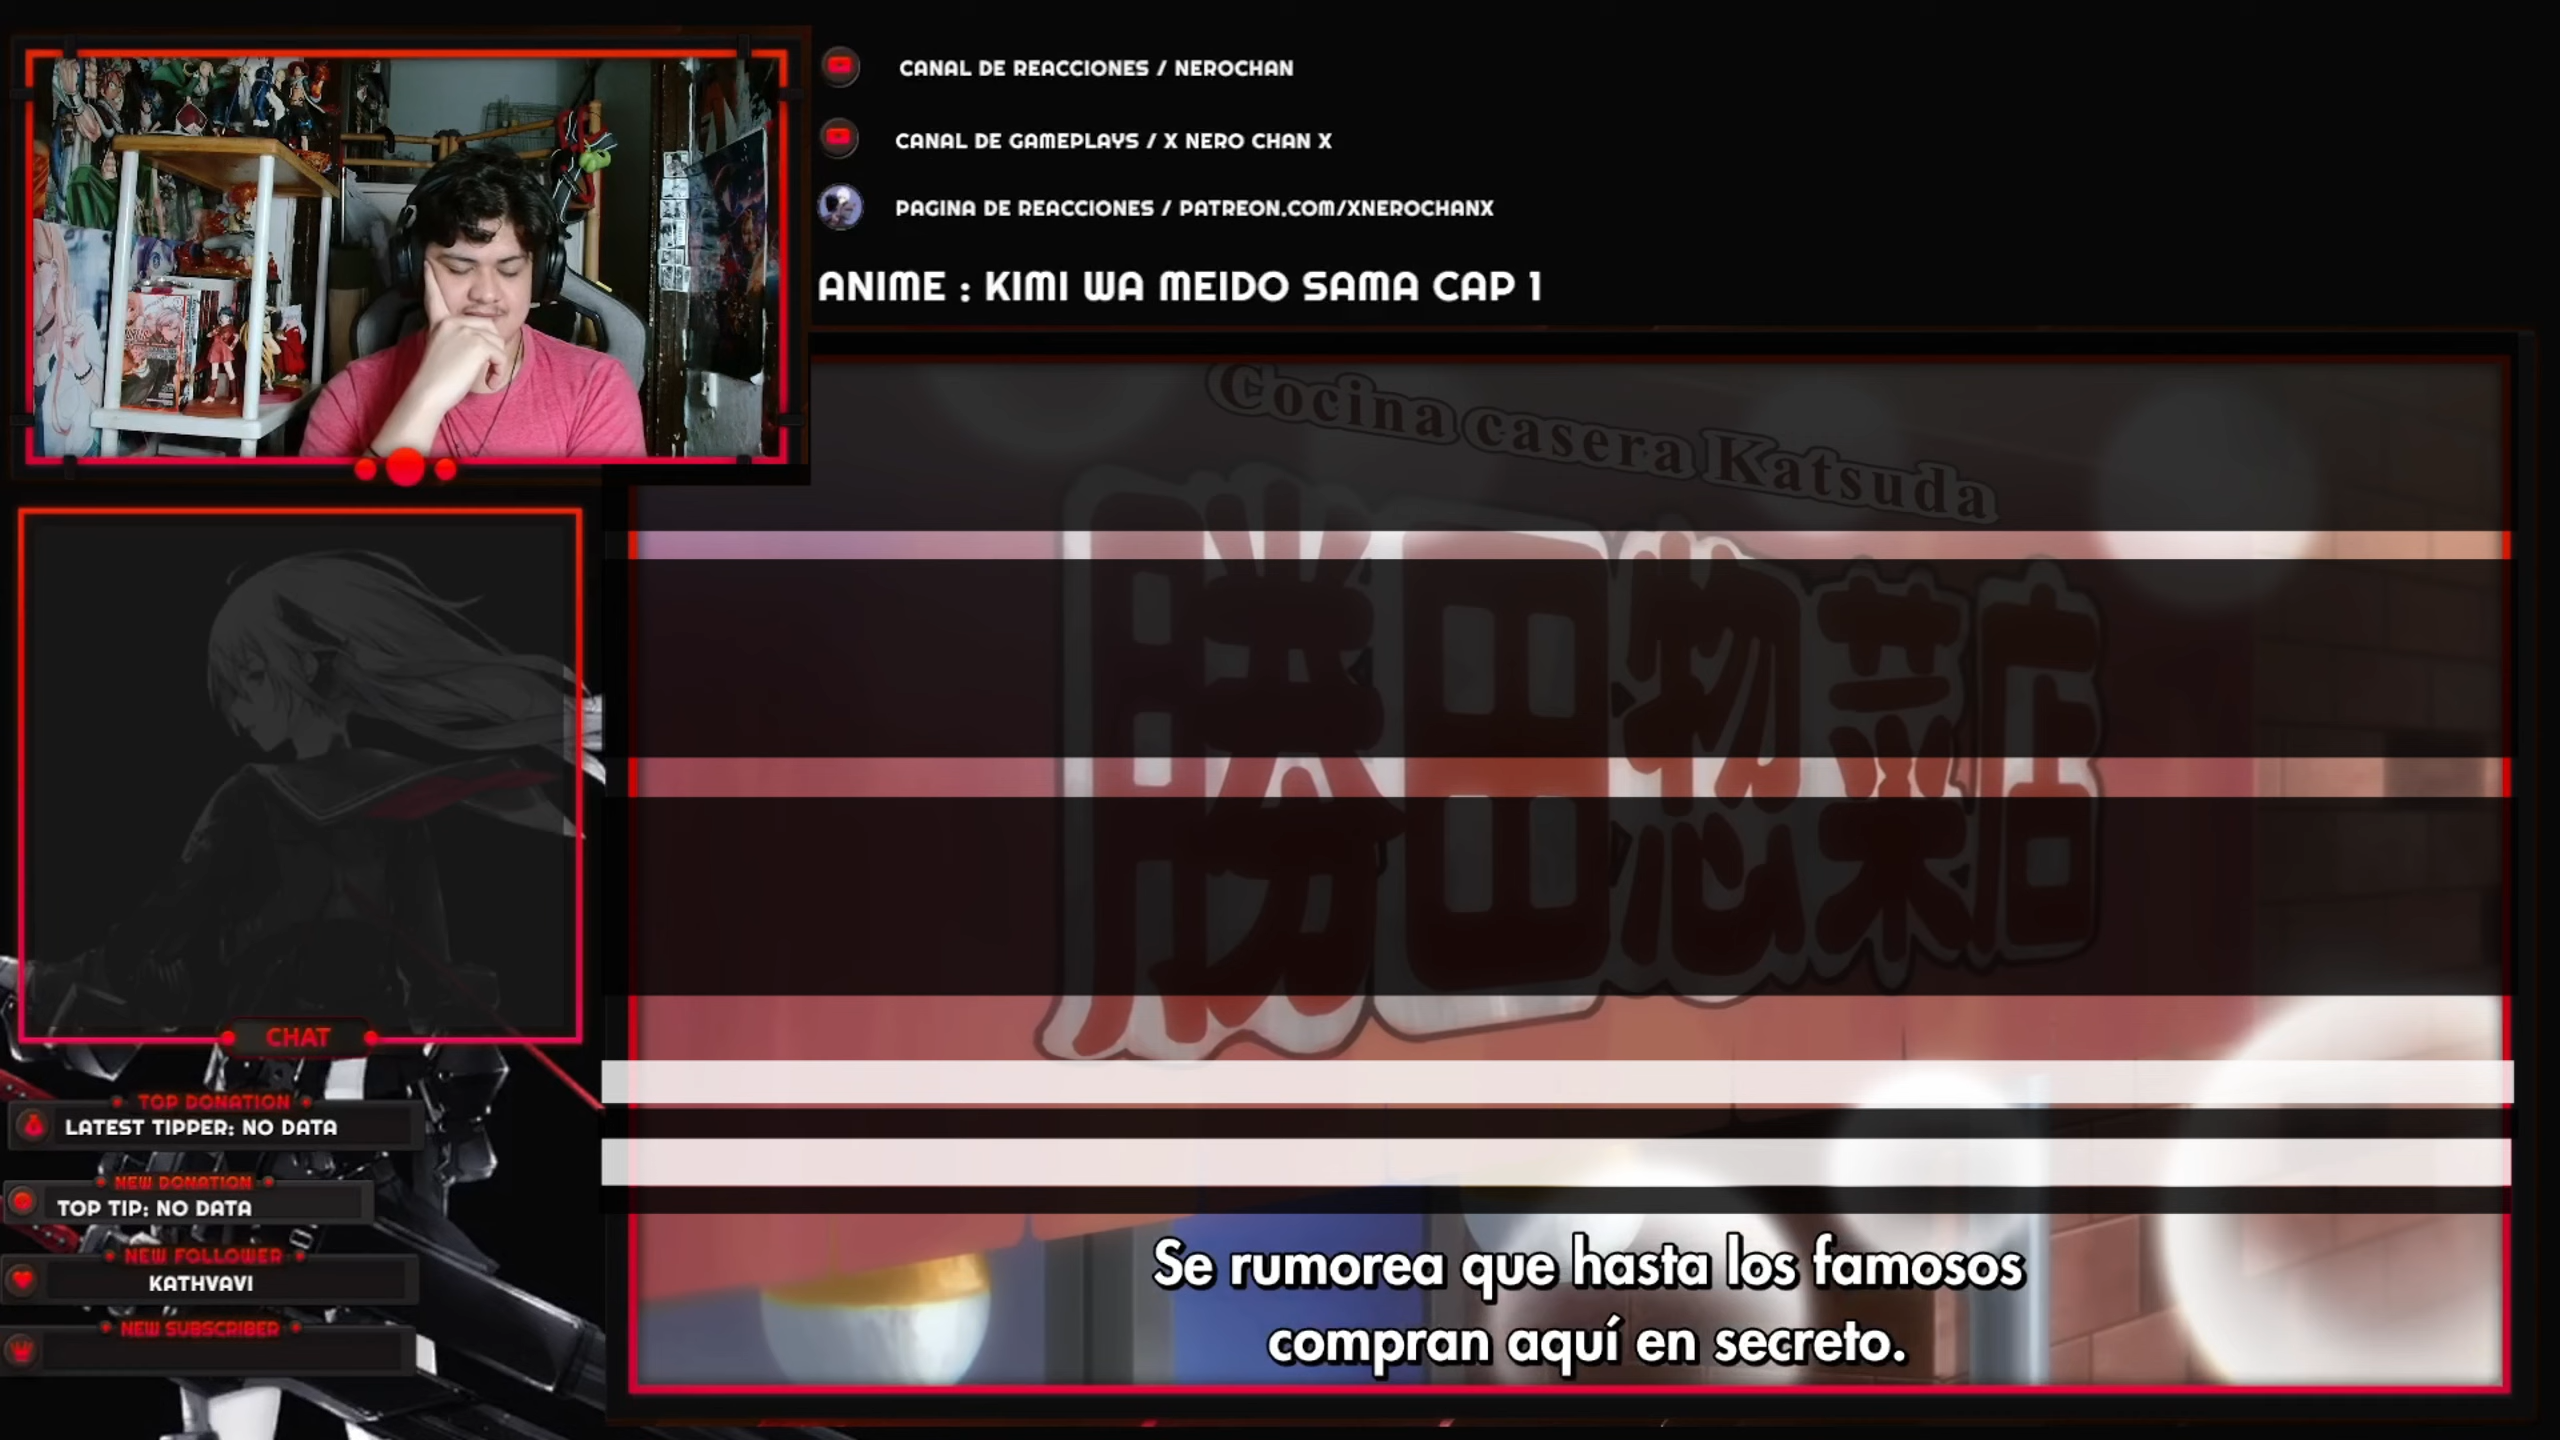 CANAL DE REACCIONES / NEROCHAN
CANAL DE GAMEPLAYS / X NERO CHAN X
PAGINA DE REACCIONES / PATREON.COM/XNEROCHANX
ANIME : KIMI WA MEIDO SAMA CAP 1
Cocina casera Katsuda
勝田惣菜店
CHAT
TOP DONATION
LATEST TIPPER: NO DATA
NEW DONATION
TOP TIP: NO DATA
NEW FOLLOWER
KATHVAVI
NEW SUBSCRIBER
Se rumorea que hasta los famosos
compran aquí en secreto.